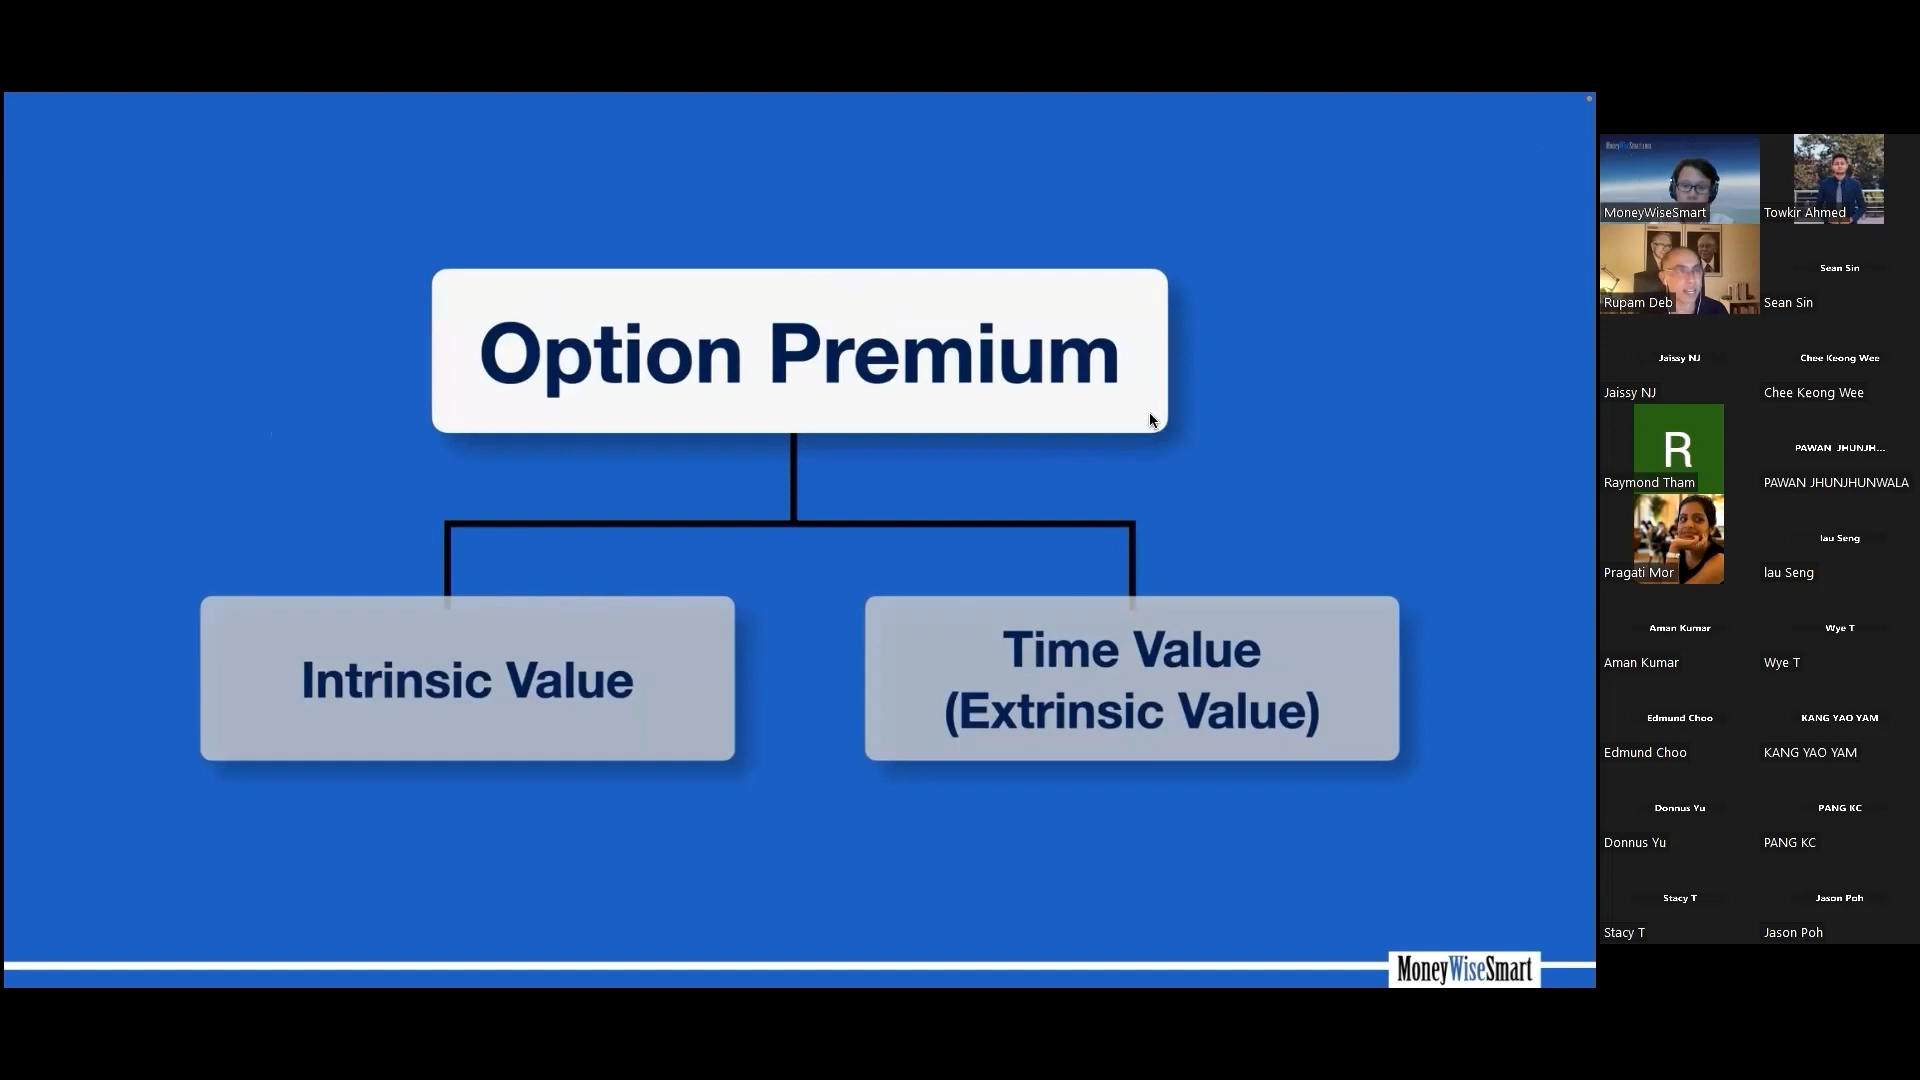 Option Premium
Intrinsic Value
Time Value
(Extrinsic Value)
MoneyWiseSmart
MoneyWiseSmart.com
MoneyWiseSmart
Towkir Ahmed
Rupam Deb
Sean Sin
Sean Sin
Jaissy NJ
Jaissy NJ
Chee Keong Wee
Chee Keong Wee
R
Raymond Tham
PAWAN JHUNJH...
PAWAN JHUNJHUNWALA
Pragati Mor
lau Seng
lau Seng
Aman Kumar
Aman Kumar
Wye T
Wye T
Edmund Choo
Edmund Choo
KANG YAO YAM
KANG YAO YAM
Donnus Yu
Donnus Yu
PANG KC
PANG KC
Stacy T
Stacy T
Jason Poh
Jason Poh